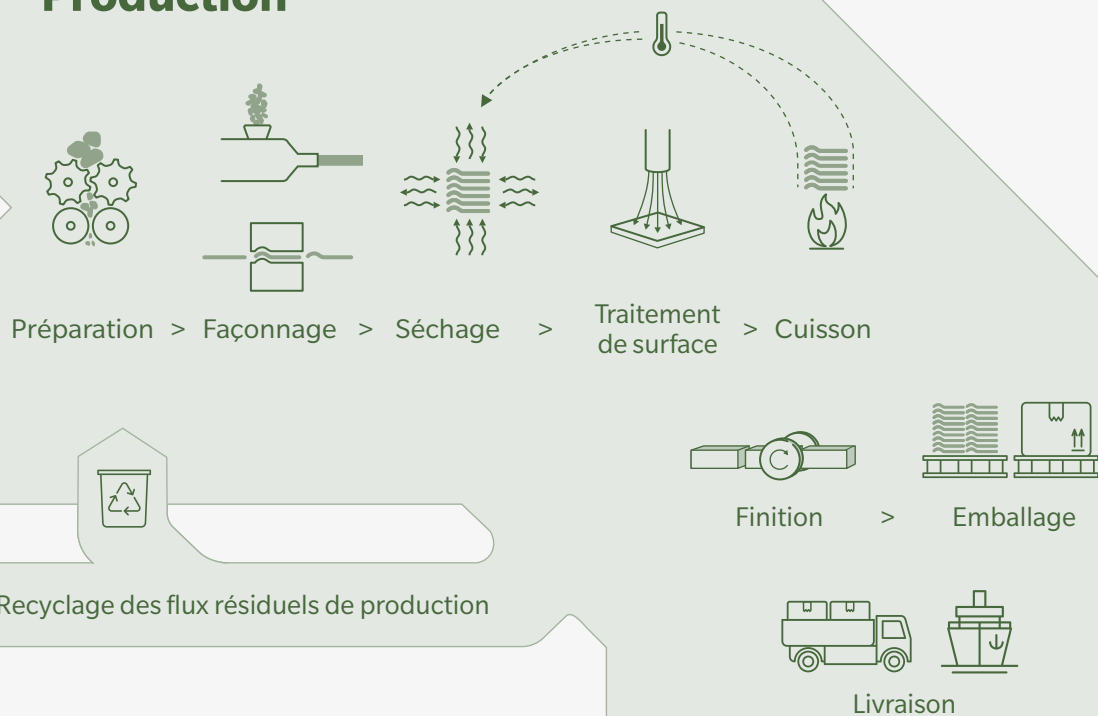 Production
Préparation > Façonnage > Séchage > Traitement de surface > Cuisson
Finition > Emballage
Recyclage des flux résiduels de production
Livraison